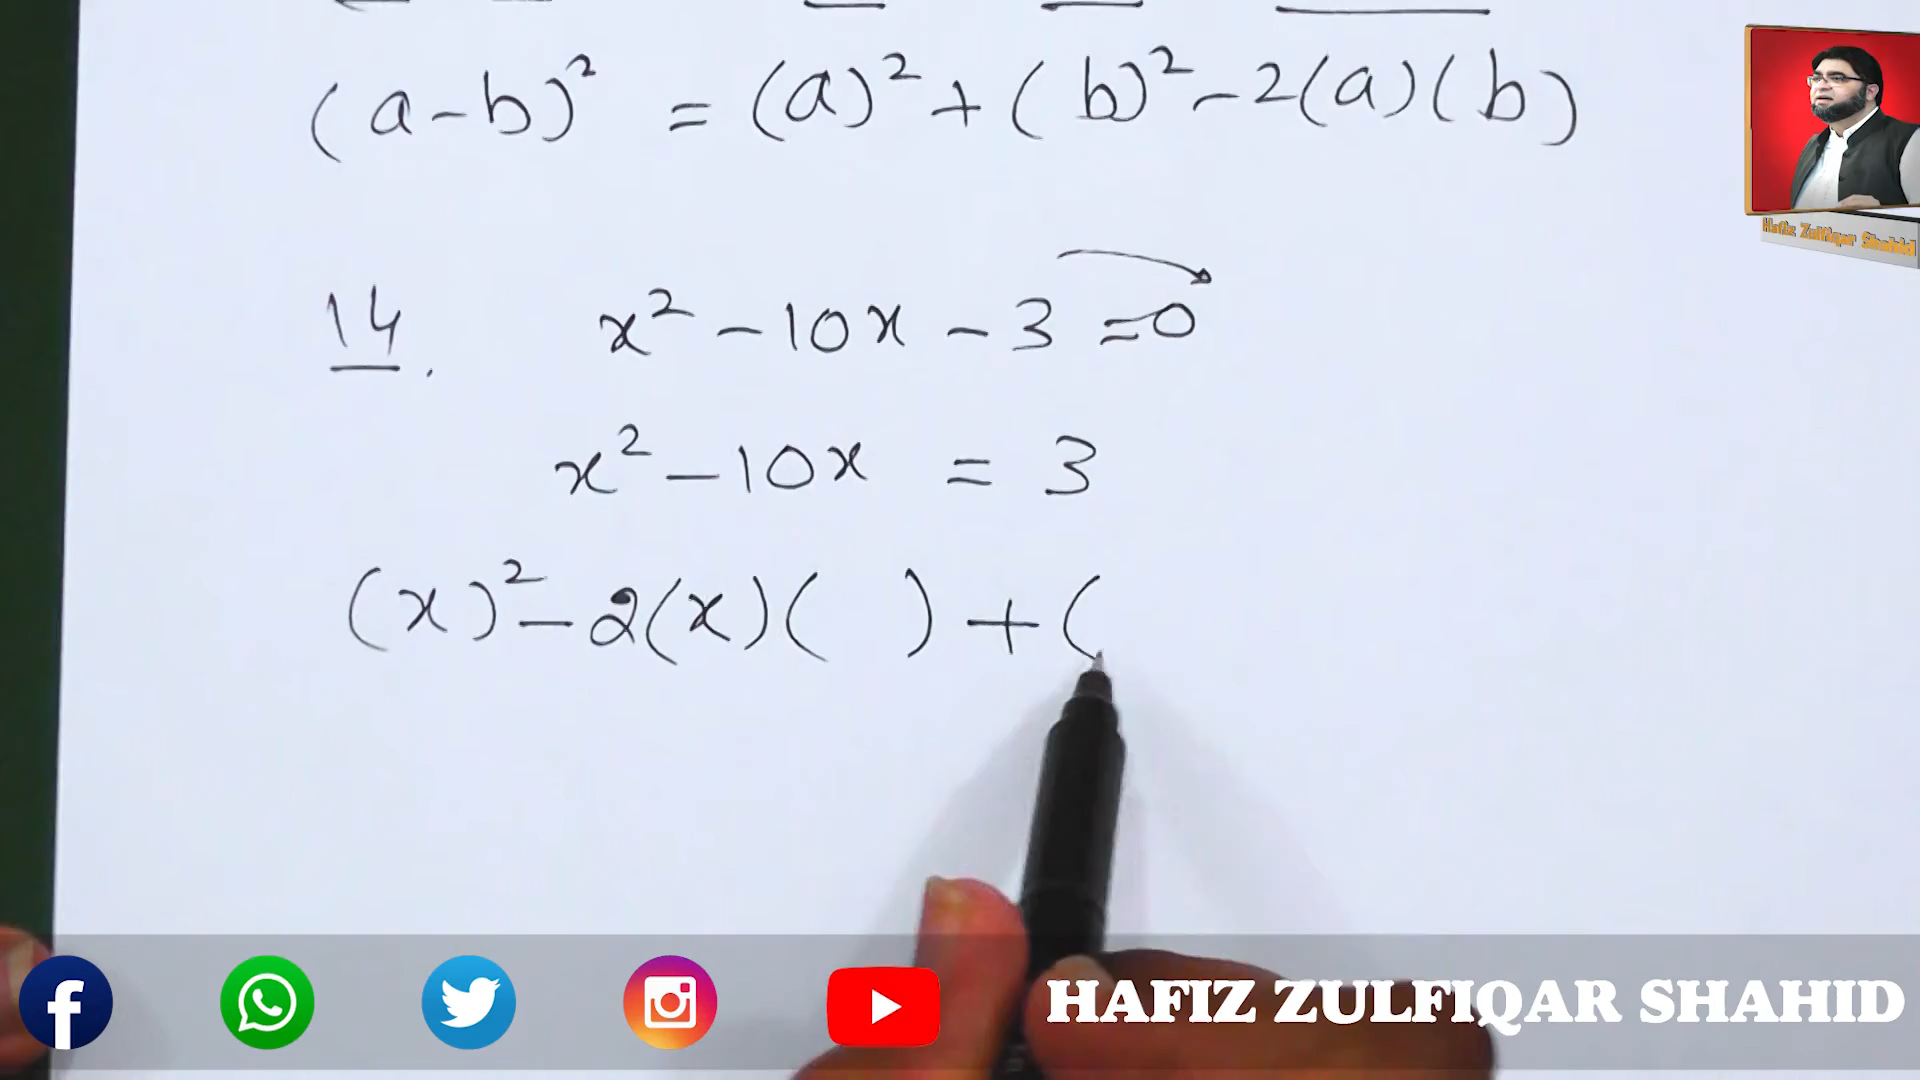 (a-b)² = (a)² + (b)² - 2(a)(b)
Hafiz Zulfiqar Shahid
14. x² - 10x - 3 = 0
x² - 10x = 3
(x)² - 2(x)( ) + (
HAFIZ ZULFIQAR SHAHID